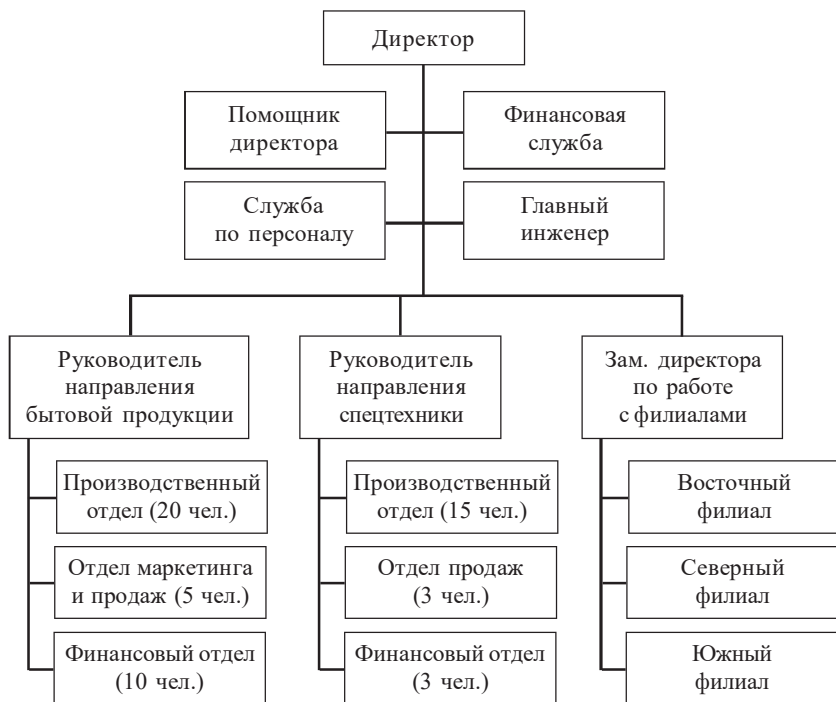 Директор
Помощник
директора
Финансовая
служба
Служба
по персоналу
Главный
инженер
Руководитель
направления
бытовой продукции
Руководитель
направления
спецтехники
Зам. директора
по работе
с филиалами
Производственный
отдел (20 чел.)
Производственный
отдел (15 чел.)
Восточный
филиал
Отдел маркетинга
и продаж (5 чел.)
Отдел продаж
(3 чел.)
Северный
филиал
Финансовый отдел
(10 чел.)
Финансовый отдел
(3 чел.)
Южный
филиал